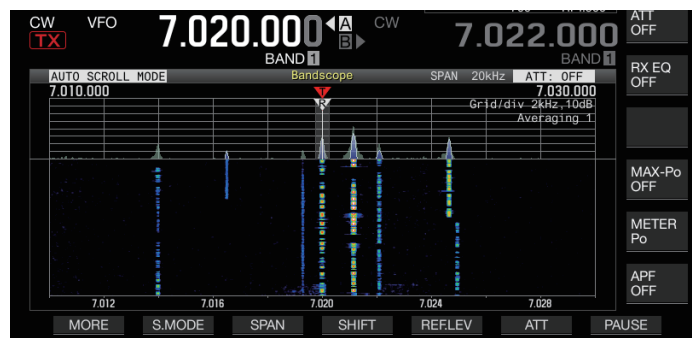 ATT
CW VFO 7.020.000 A CW 7.022.000 OFF
TX B
BAND 1 BAND 1
AUTO SCROLL MODE Bandscope SPAN 20kHz ATT: OFF RX EQ
OFF
7.010.000 T 7.030.000
R Grid/div 2kHz,10dB
Averaging 1
MAX-Po
OFF
METER
Po
APF
OFF
7.012 7.016 7.020 7.024 7.028
MORE S.MODE SPAN SHIFT REF.LEV ATT PAUSE